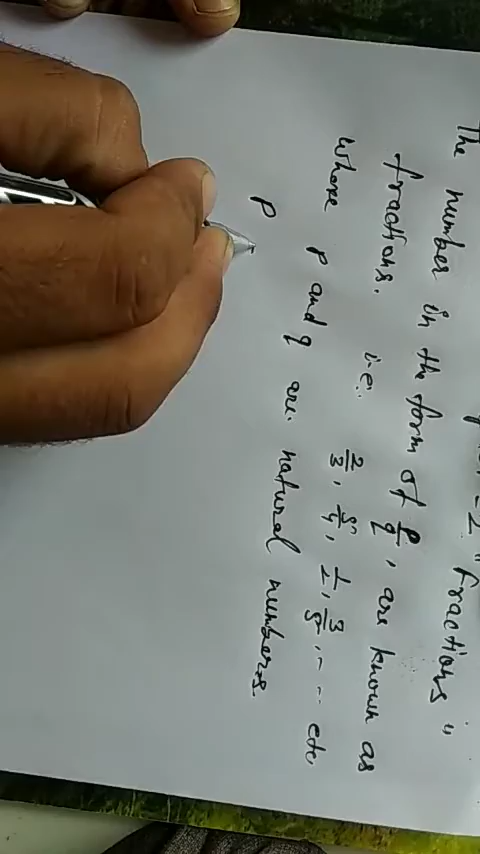 - 2 " fractions "
The number in the form of p/q, are known as
fractions. i.e. 2/3, 5/4, 1/2, 3/5, - - - etc
Where p and q are natural numbers.
P